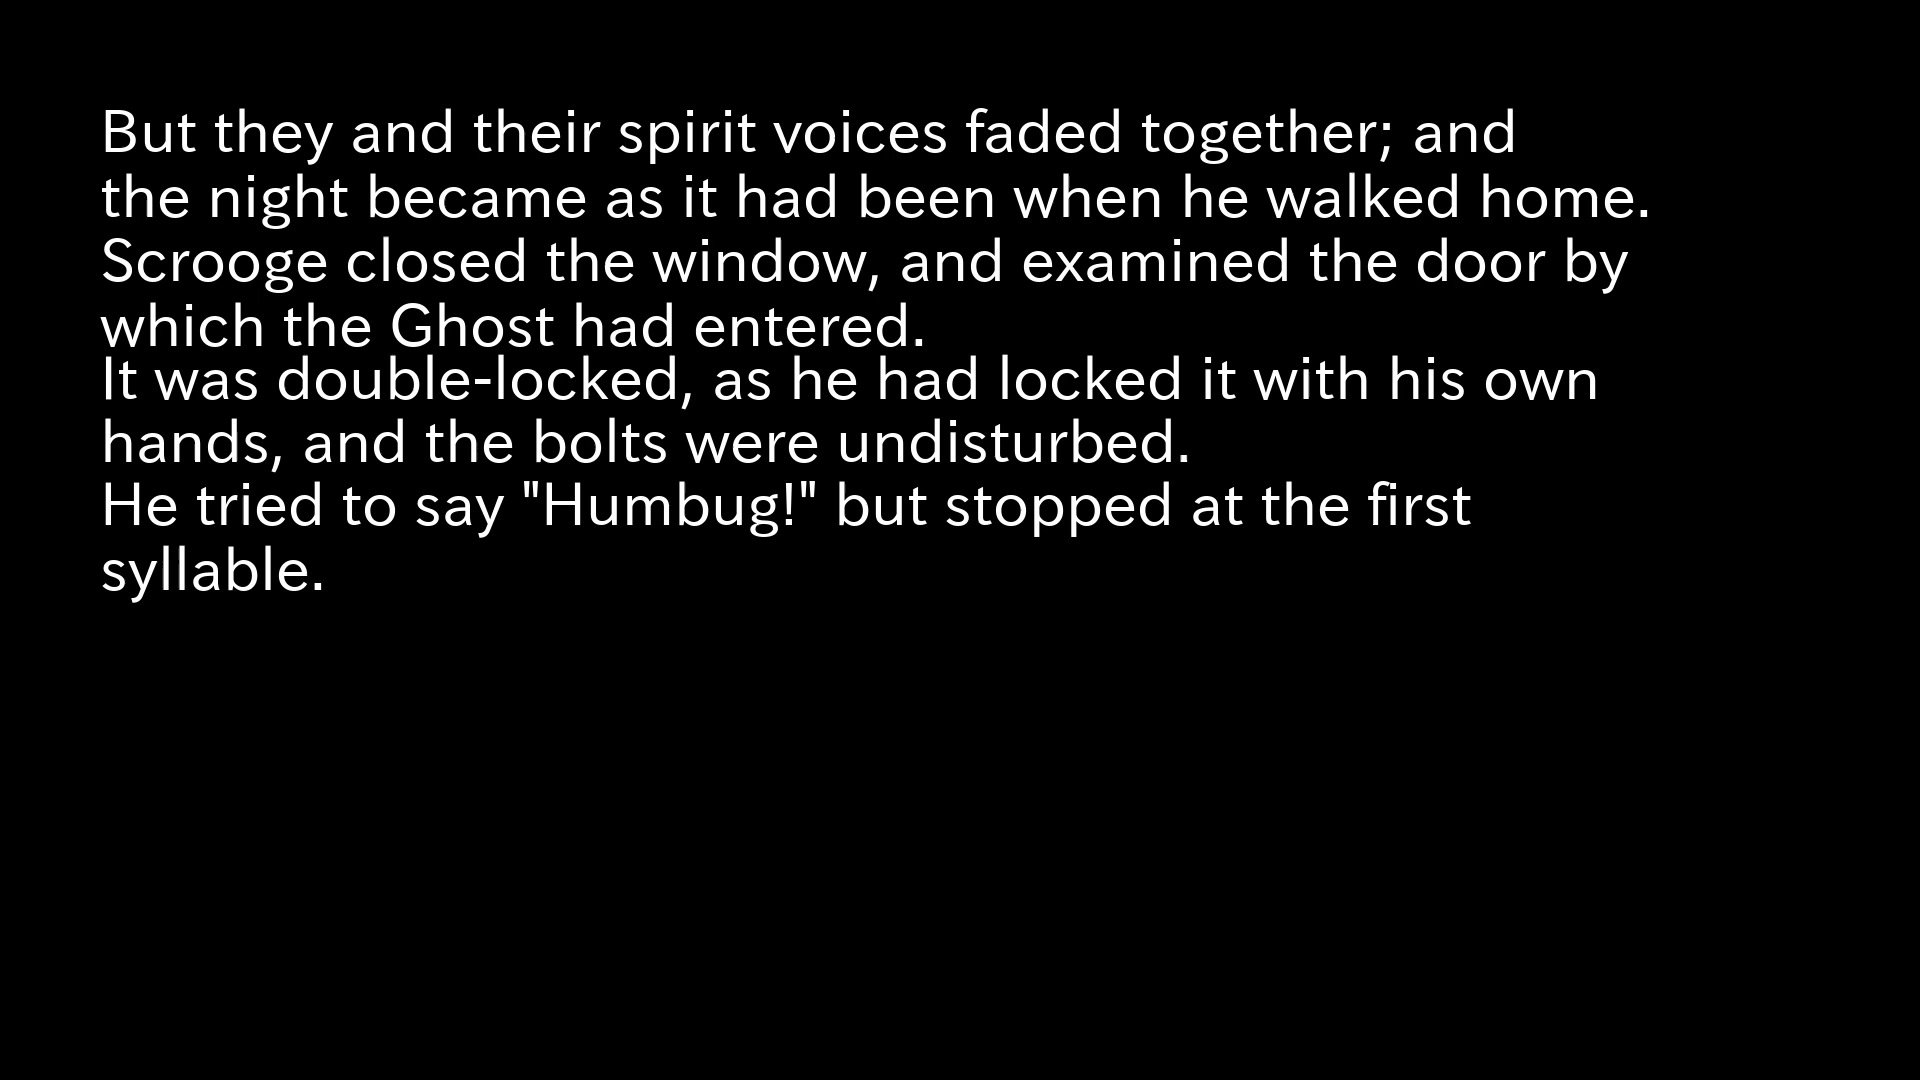 But they and their spirit voices faded together; and
the night became as it had been when he walked home.
Scrooge closed the window, and examined the door by
which the Ghost had entered.
It was double-locked, as he had locked it with his own
hands, and the bolts were undisturbed.
He tried to say "Humbug!" but stopped at the first
syllable.